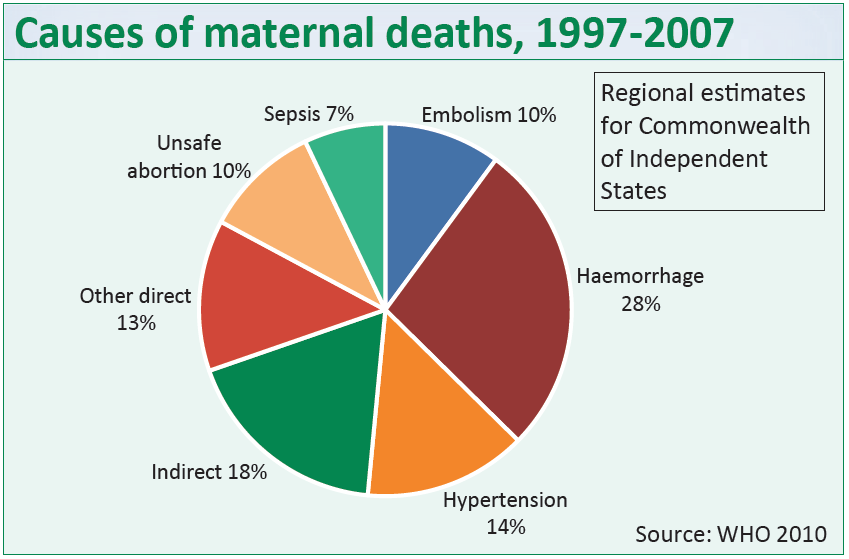 Causes of maternal deaths, 1997-2007
Regional estimates
for Commonwealth
of Independent
States
Sepsis 7%
Embolism 10%
Unsafe
abortion 10%
Haemorrhage
28%
Other direct
13%
Indirect 18%
Hypertension
14%
Source: WHO 2010